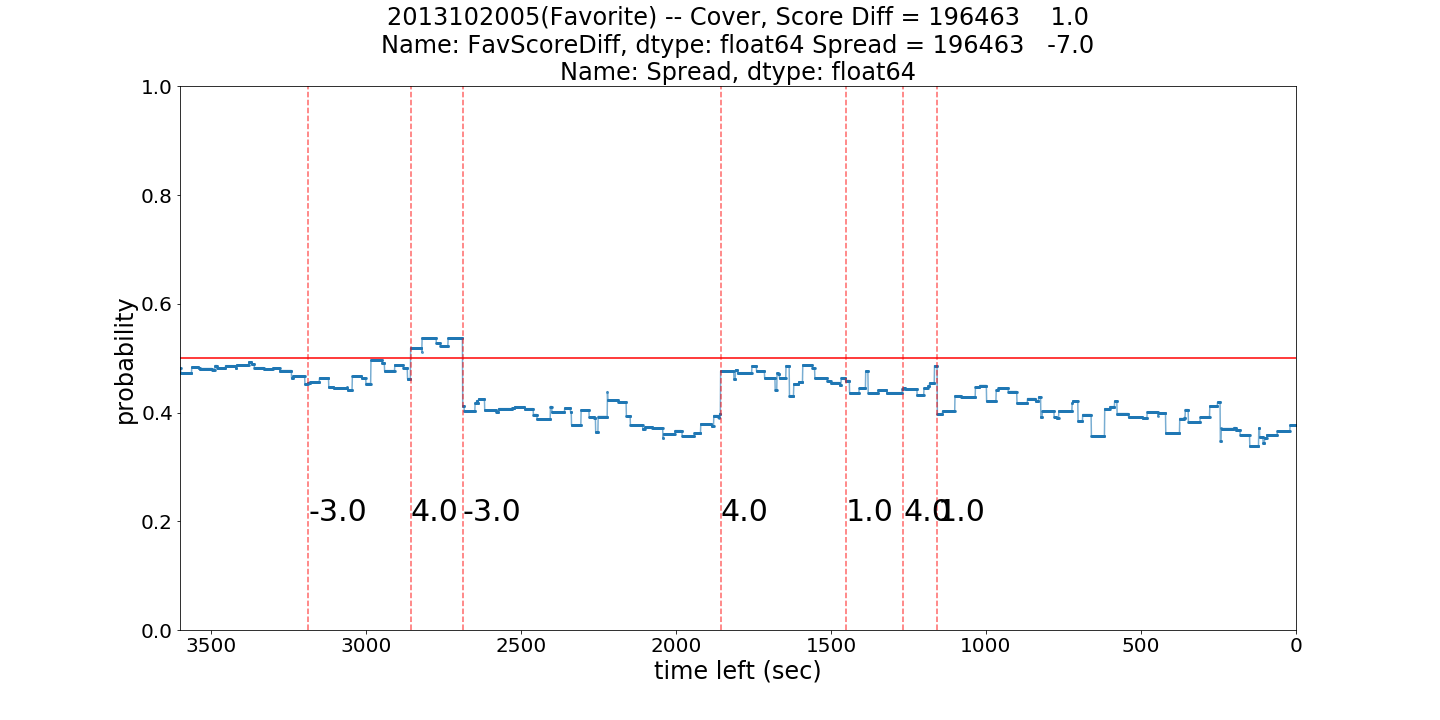 2013102005(Favorite) -- Cover, Score Diff = 196463    1.0
Name: FavScoreDiff, dtype: float64 Spread = 196463   -7.0
Name: Spread, dtype: float64
1.0
0.8
0.6
0.4
0.2
0.0
probability
-3.0 4.0 -3.0 4.0 1.0 4.0 1.0
3500 3000 2500 2000 1500 1000 500 0
time left (sec)